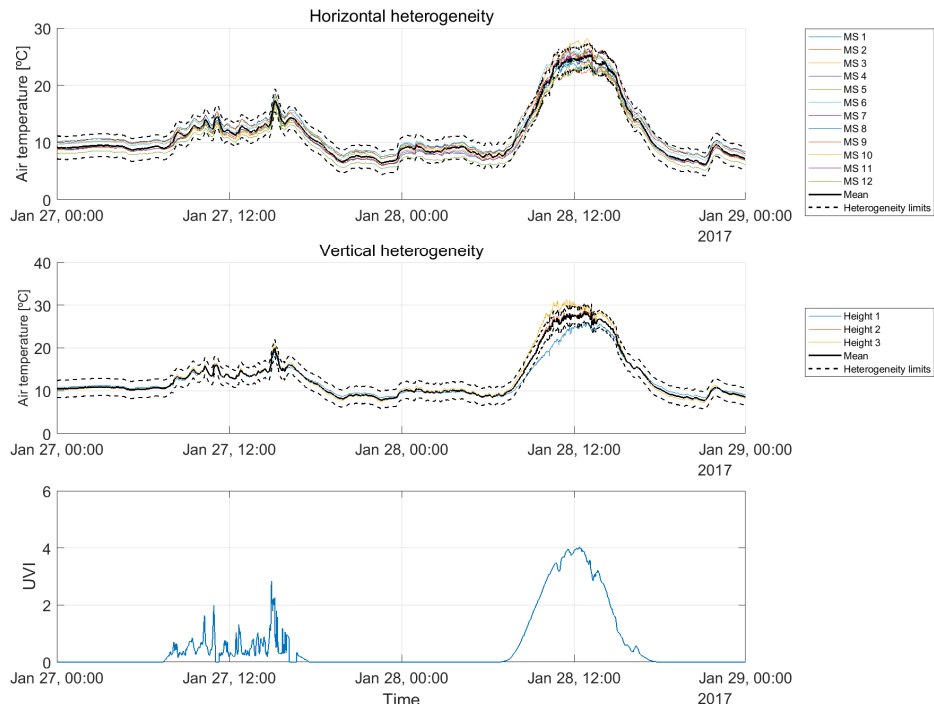 Horizontal heterogeneity
Air temperature [ºC]
30
20
10
0
Jan 27, 00:00
Jan 27, 12:00
Jan 28, 00:00
Jan 28, 12:00
Jan 29, 00:00
2017
MS 1
MS 2
MS 3
MS 4
MS 5
MS 6
MS 7
MS 8
MS 9
MS 10
MS 11
MS 12
Mean
Heterogeneity limits
Vertical heterogeneity
Air temperature [ºC]
40
30
20
10
0
Jan 27, 00:00
Jan 27, 12:00
Jan 28, 00:00
Jan 28, 12:00
Jan 29, 00:00
2017
Height 1
Height 2
Height 3
Mean
Heterogeneity limits
UVI
6
4
2
0
Jan 27, 00:00
Jan 27, 12:00
Jan 28, 00:00
Jan 28, 12:00
Jan 29, 00:00
Time
2017